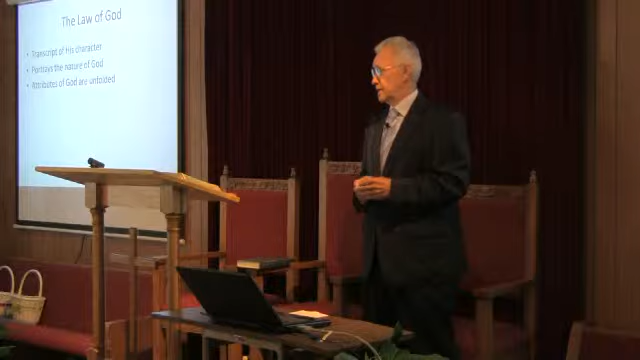 The Law of God
• Transcript of His character
• Portrays the nature of God
• Attributes of God are unfolded